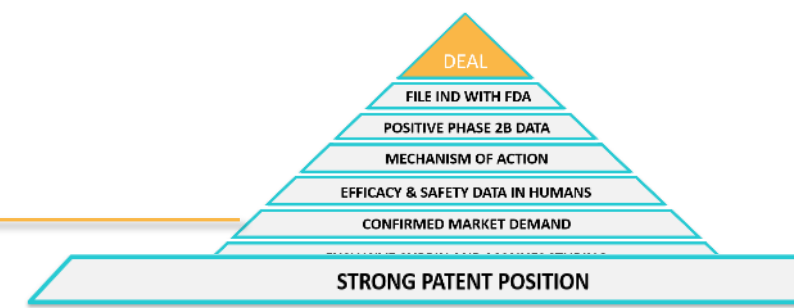 DEAL
FILE IND WITH FDA
POSITIVE PHASE 2B DATA
MECHANISM OF ACTION
EFFICACY & SAFETY DATA IN HUMANS
CONFIRMED MARKET DEMAND
STRONG PATENT POSITION